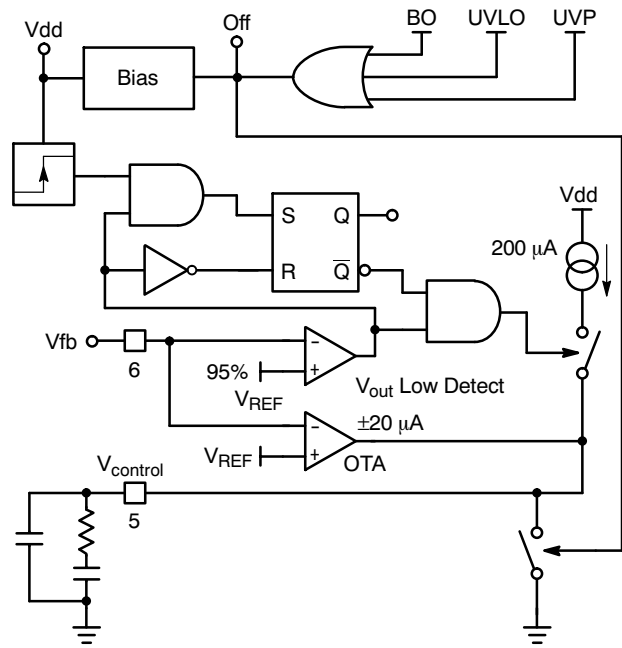 BO UVLO UVP
Vdd
Off
Bias
Vdd
S Q
200 µA
R Q̅
Vfb
6
95%
VREF
Vout Low Detect
±20 µA
VREF
OTA
Vcontrol
5